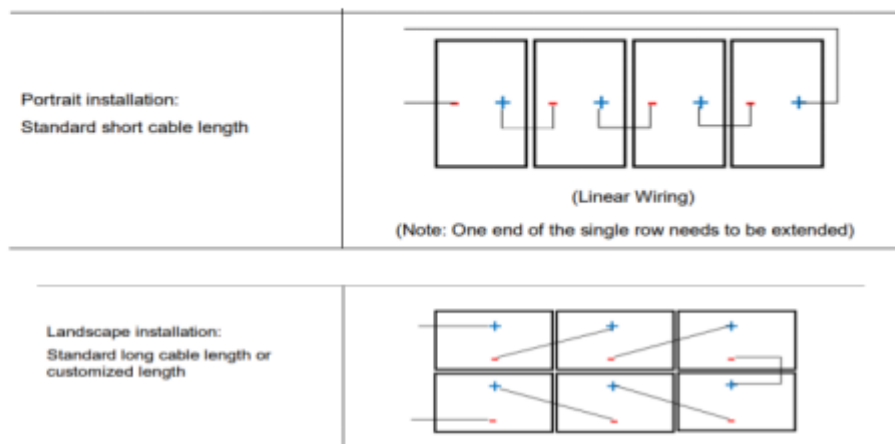 Portrait installation:
Standard short cable length
(Linear Wiring)
(Note: One end of the single row needs to be extended)
Landscape installation:
Standard long cable length or
customized length